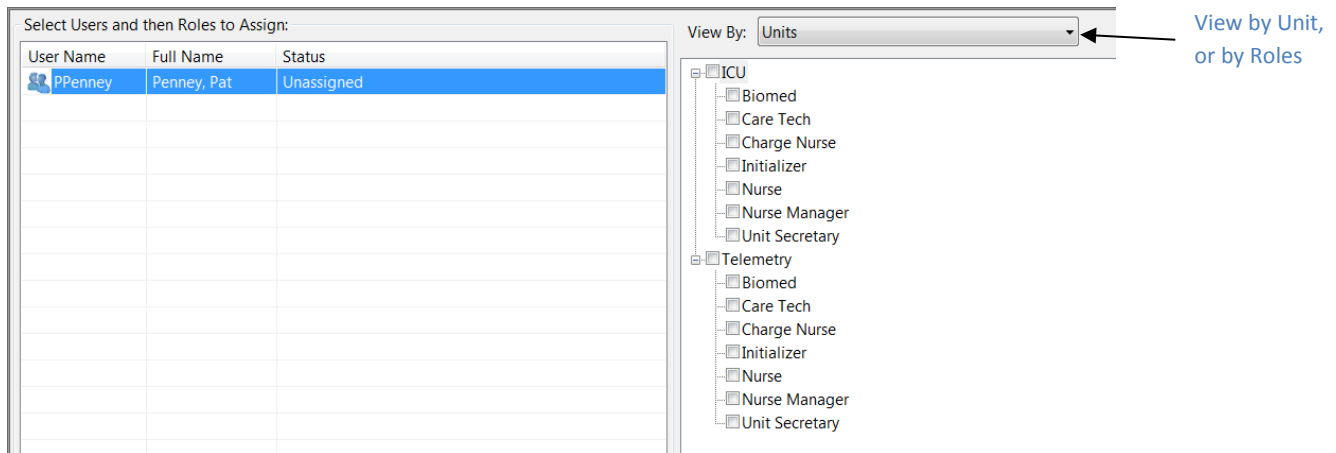 Select Users and then Roles to Assign:
User Name Full Name Status
PPenney Penney, Pat Unassigned
View By: Units
View by Unit,
or by Roles
ICU
Biomed
Care Tech
Charge Nurse
Initializer
Nurse
Nurse Manager
Unit Secretary
Telemetry
Biomed
Care Tech
Charge Nurse
Initializer
Nurse
Nurse Manager
Unit Secretary